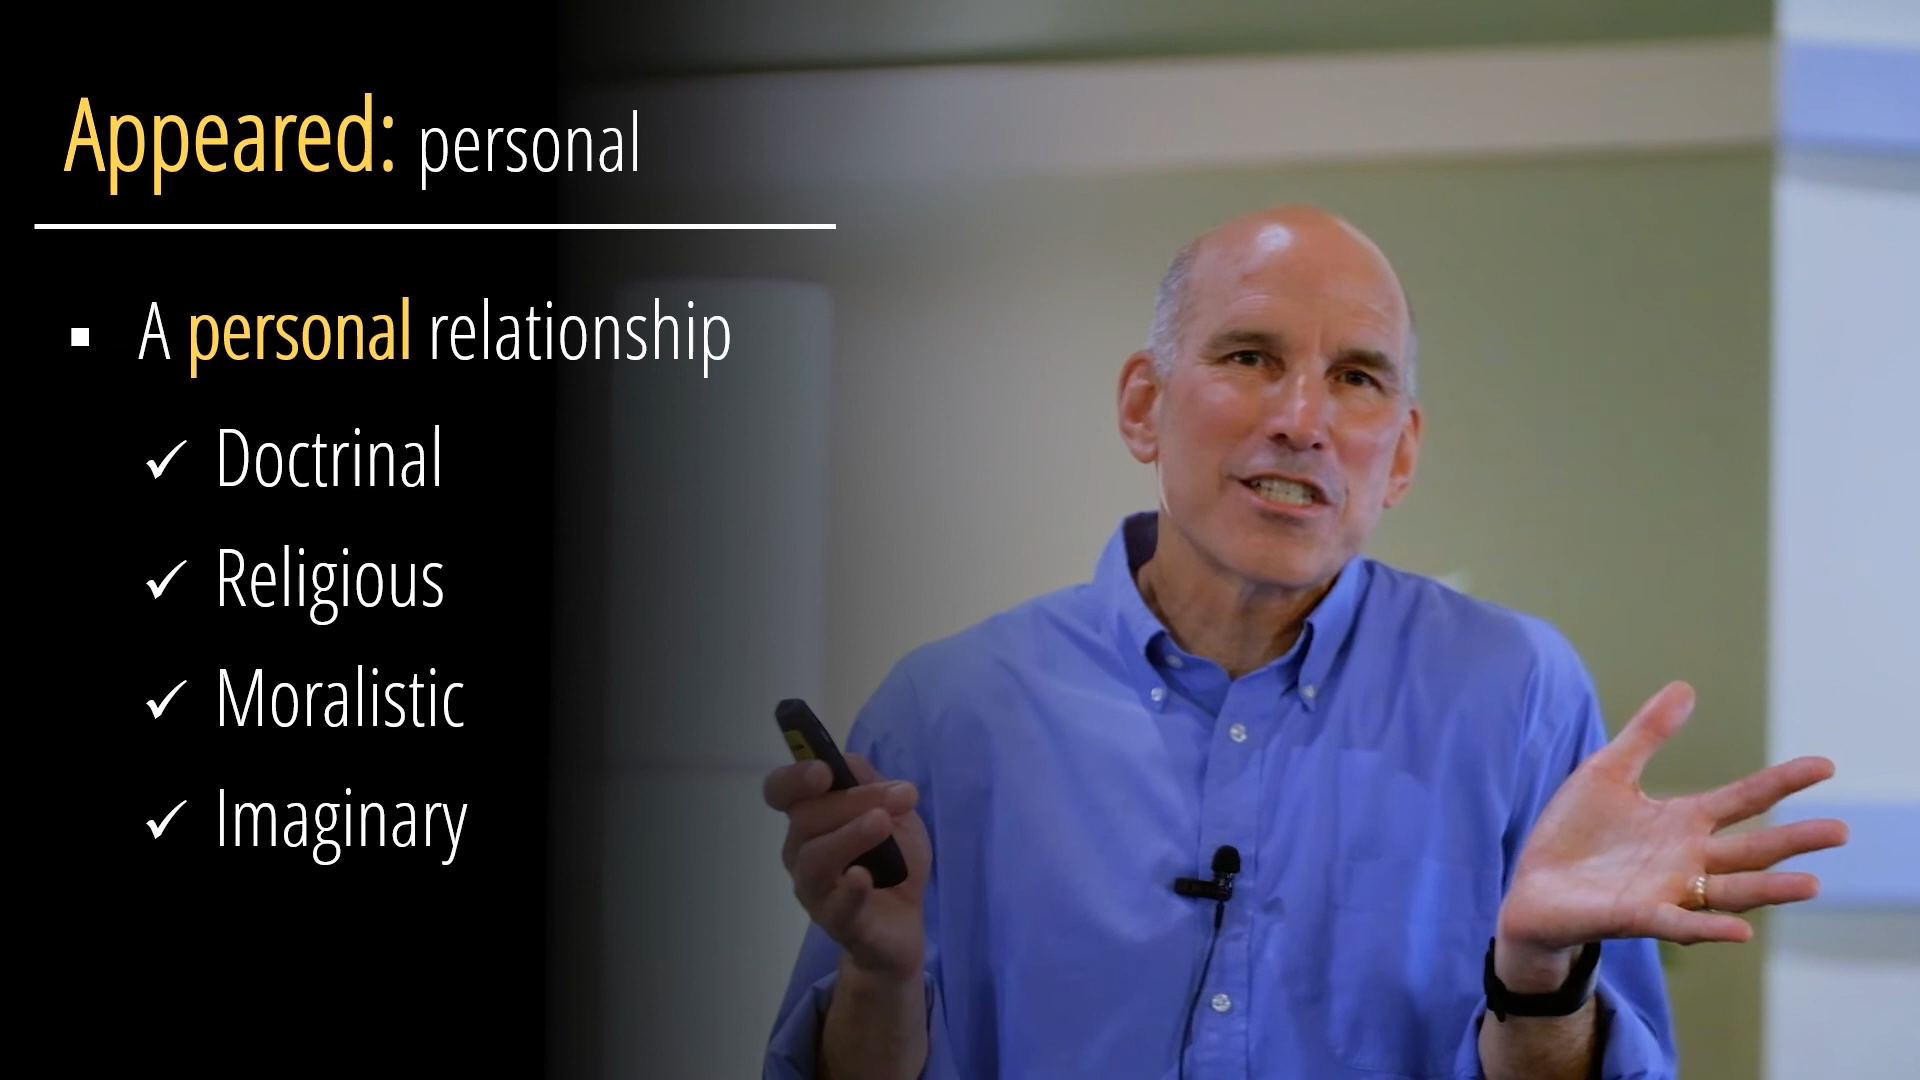 Appeared: personal
▪ A personal relationship
✓ Doctrinal
✓ Religious
✓ Moralistic
✓ Imaginary